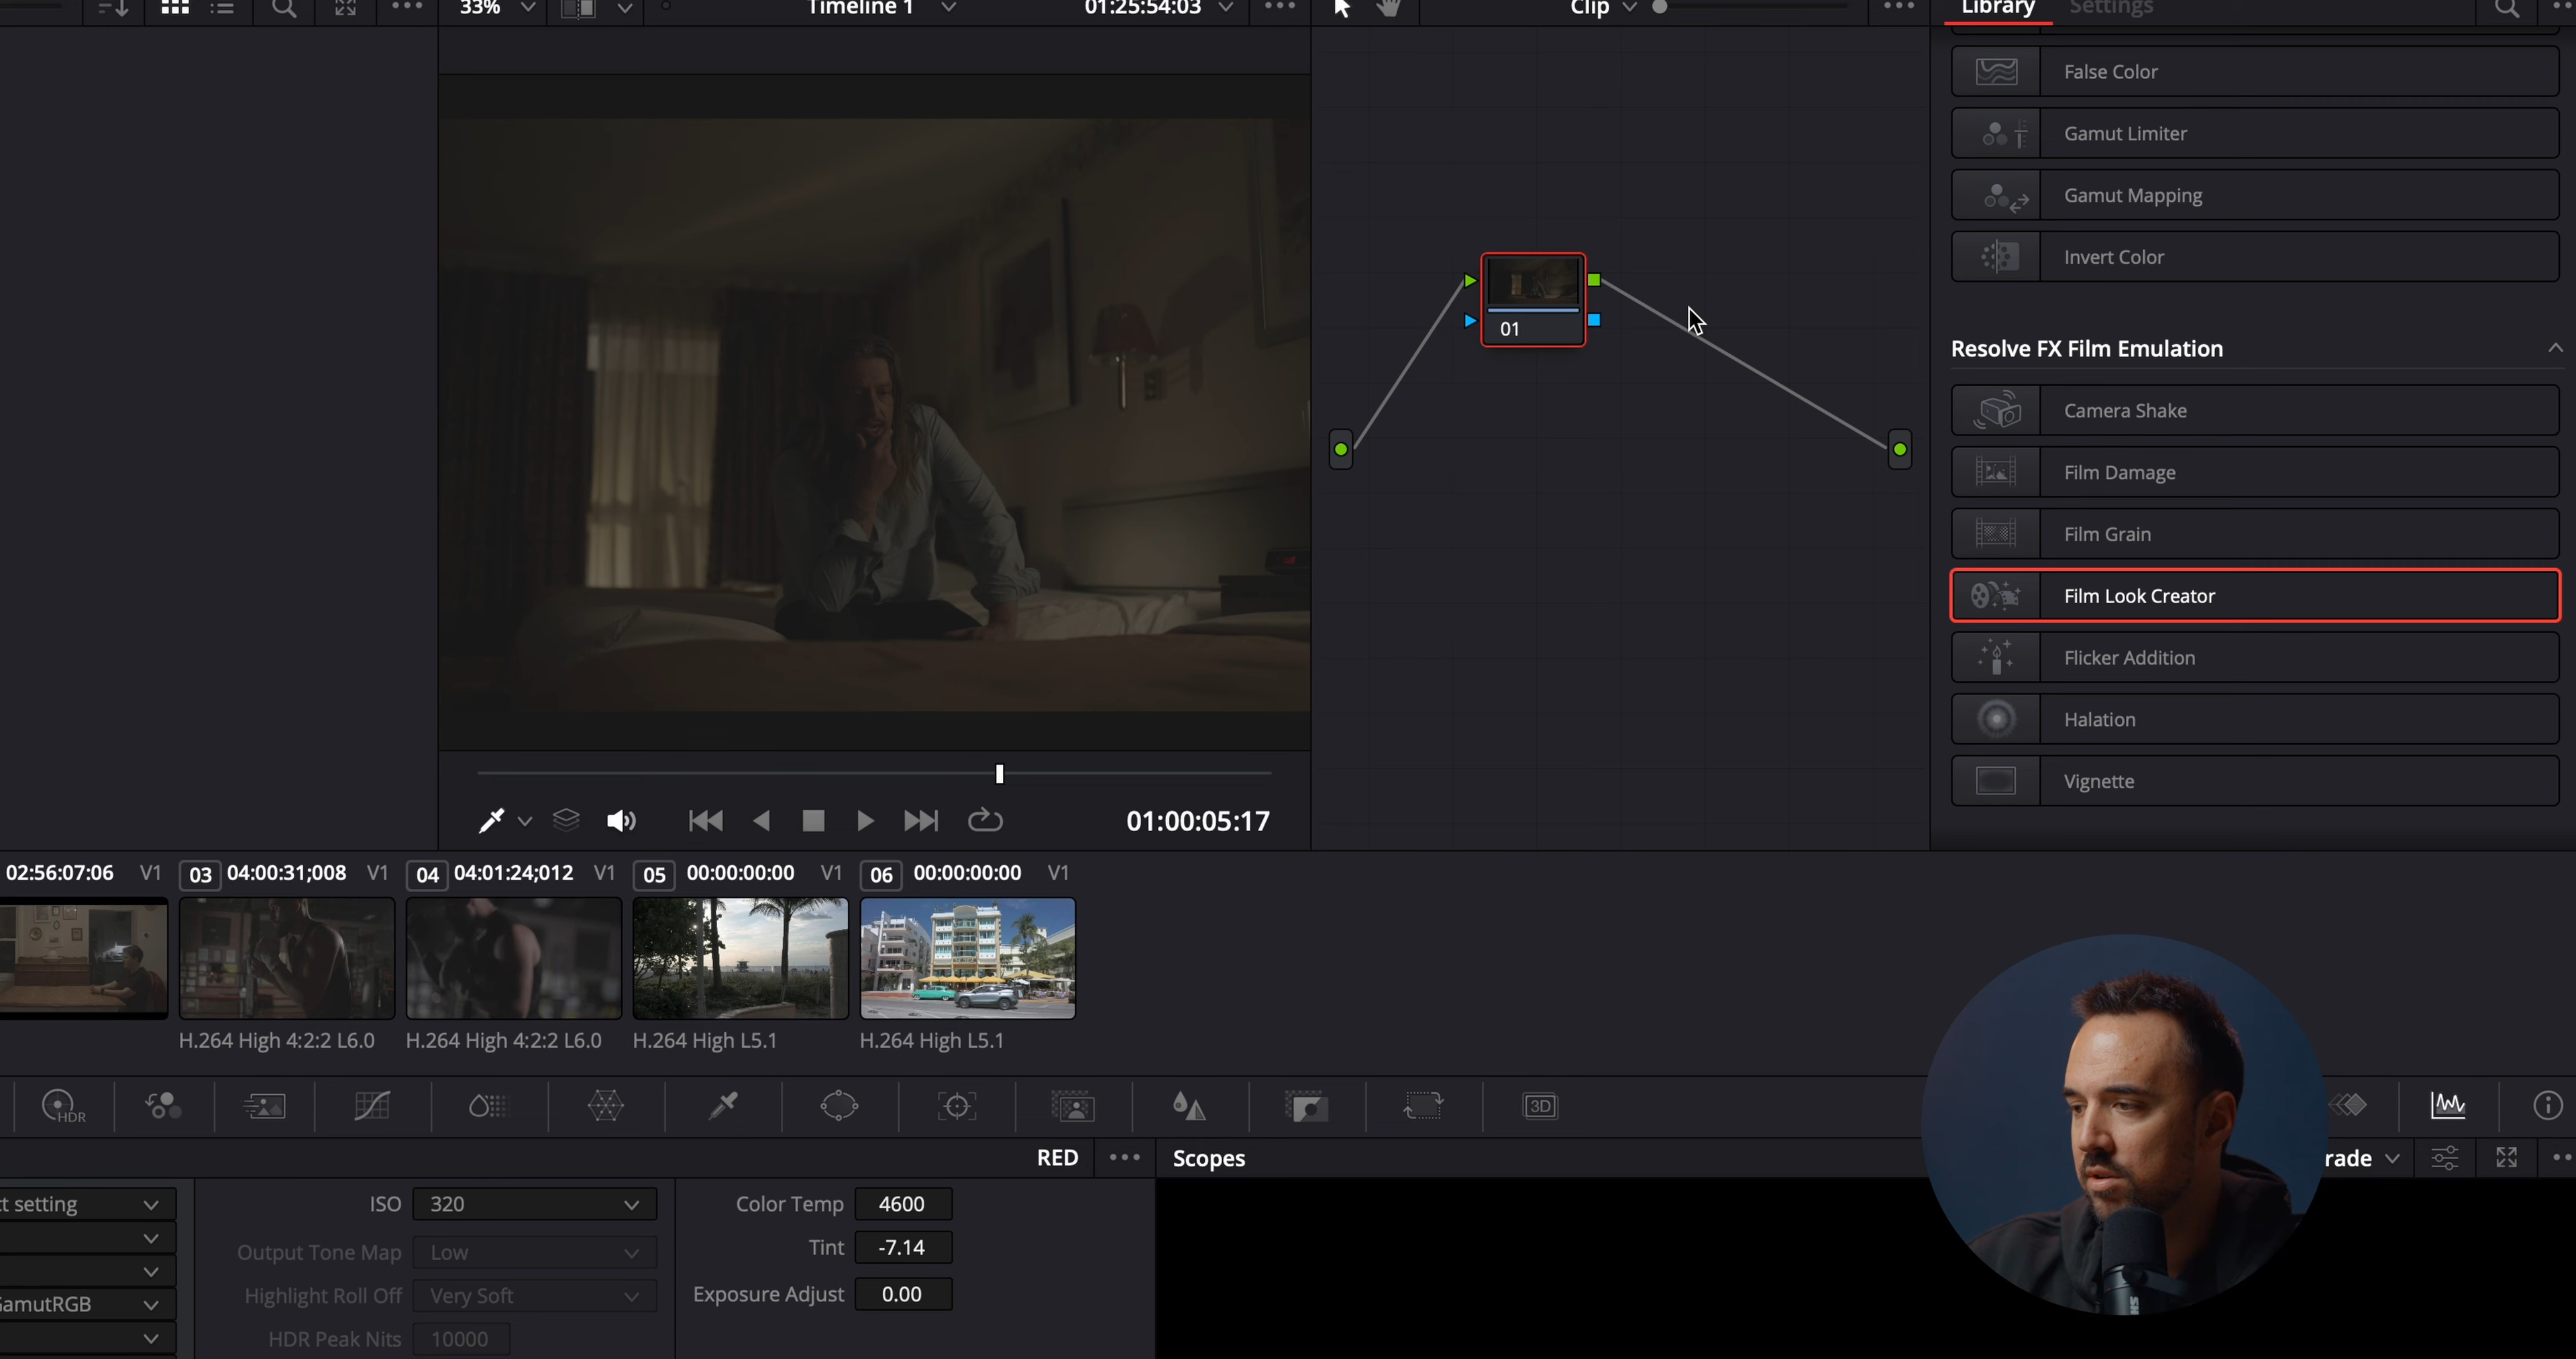 33%
Timeline 1
01:25:54:03
Clip
Library
Settings
False Color
Gamut Limiter
Gamut Mapping
Invert Color
Resolve FX Film Emulation
Camera Shake
Film Damage
Film Grain
Film Look Creator
Flicker Addition
Halation
Vignette
01
01:00:05:17
02:56:07:06 V1
03 04:00:31;008 V1
04 04:01:24;012 V1
05 00:00:00:00 V1
06 00:00:00:00 V1
H.264 High 4:2:2 L6.0
H.264 High 4:2:2 L6.0
H.264 High L5.1
H.264 High L5.1
HDR
3D
RED
Scopes
rade
ct setting
GamutRGB
ISO 320
Output Tone Map Low
Highlight Roll Off Very Soft
HDR Peak Nits 10000
Color Temp 4600
Tint -7.14
Exposure Adjust 0.00